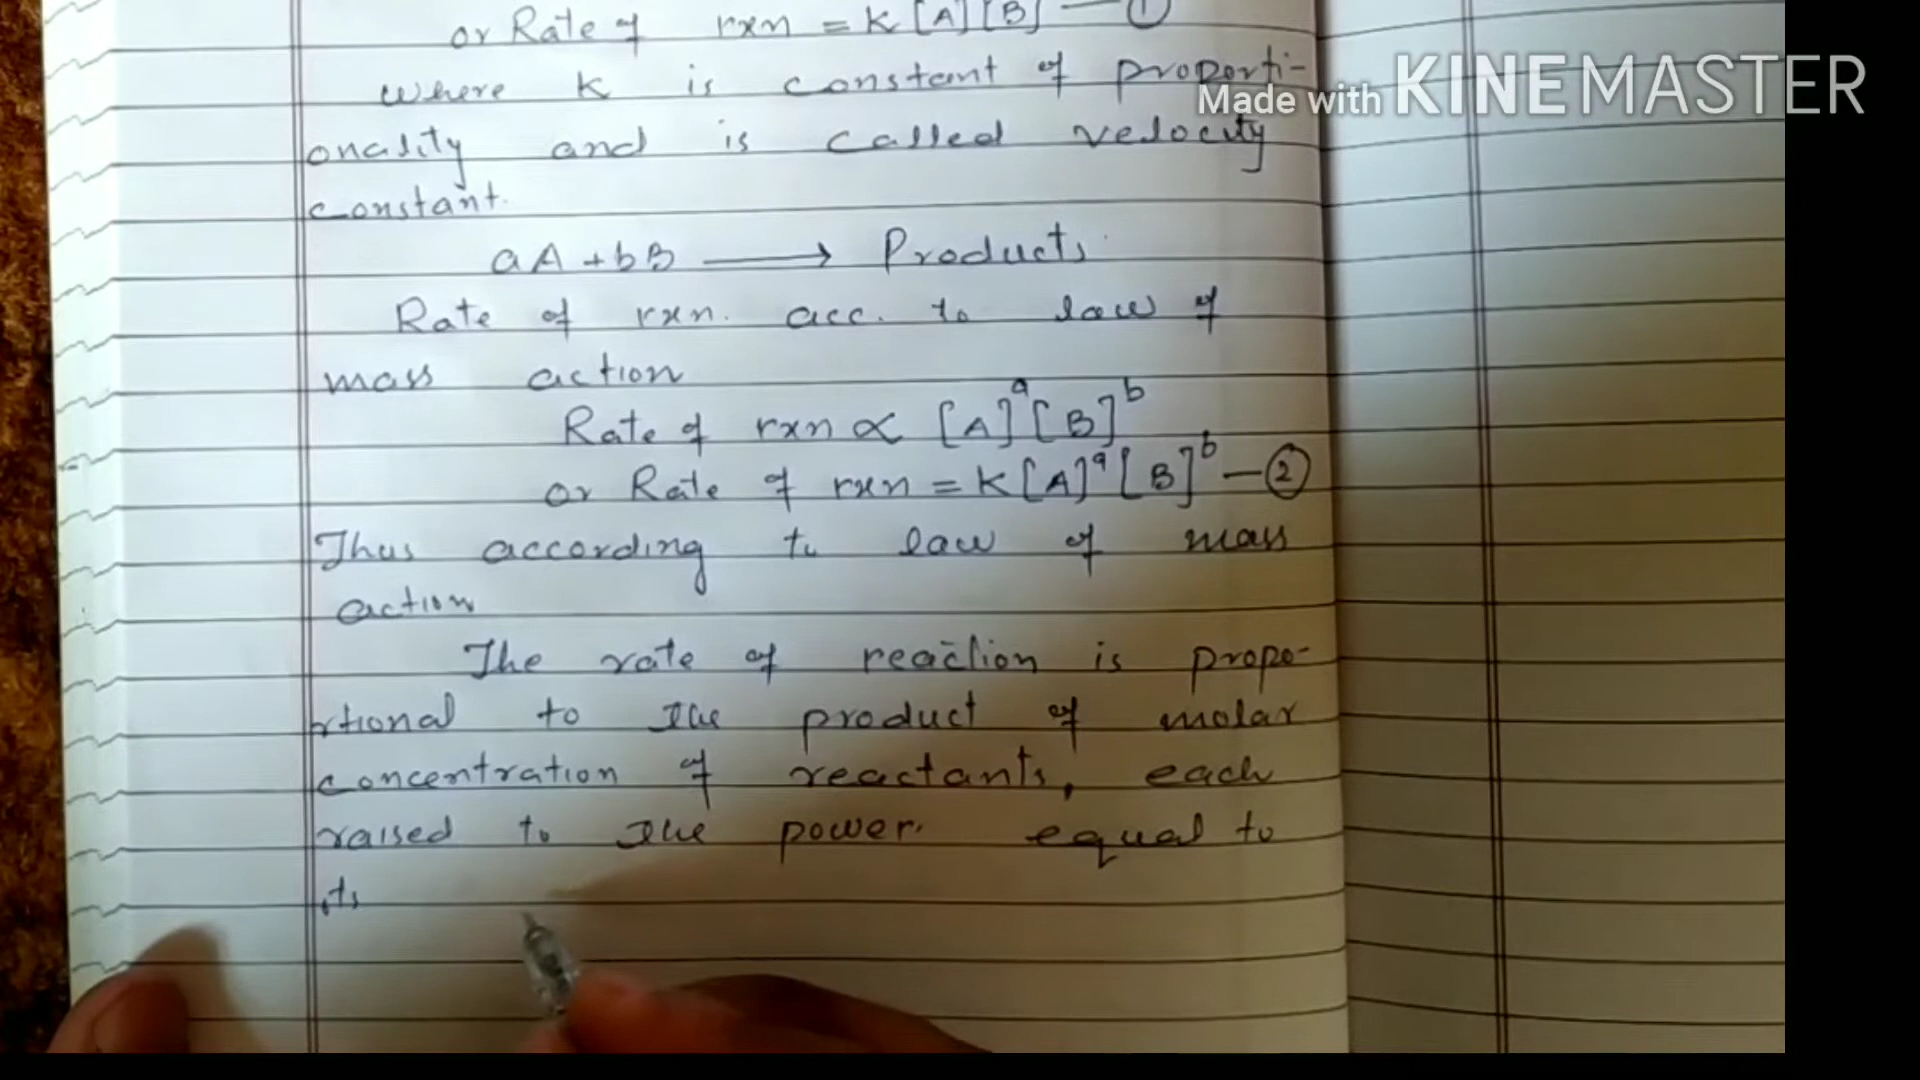 or Rate of rxn = K [A] [B] — ①
where K is constant of proporti-
Made with KINEMASTER
onality and is called velocity
constant.
aA + bB ⟶ Products
Rate of rxn. acc. to law of
mass action
Rate of rxn ∝ [A]ᵃ [B]ᵇ
or Rate of rxn = K [A]ᵃ [B]ᵇ — ②
Thus according to law of mass
action
The rate of reaction is propo-
rtional to the product of molar
concentration of reactants, each
raised to the power equal to
its